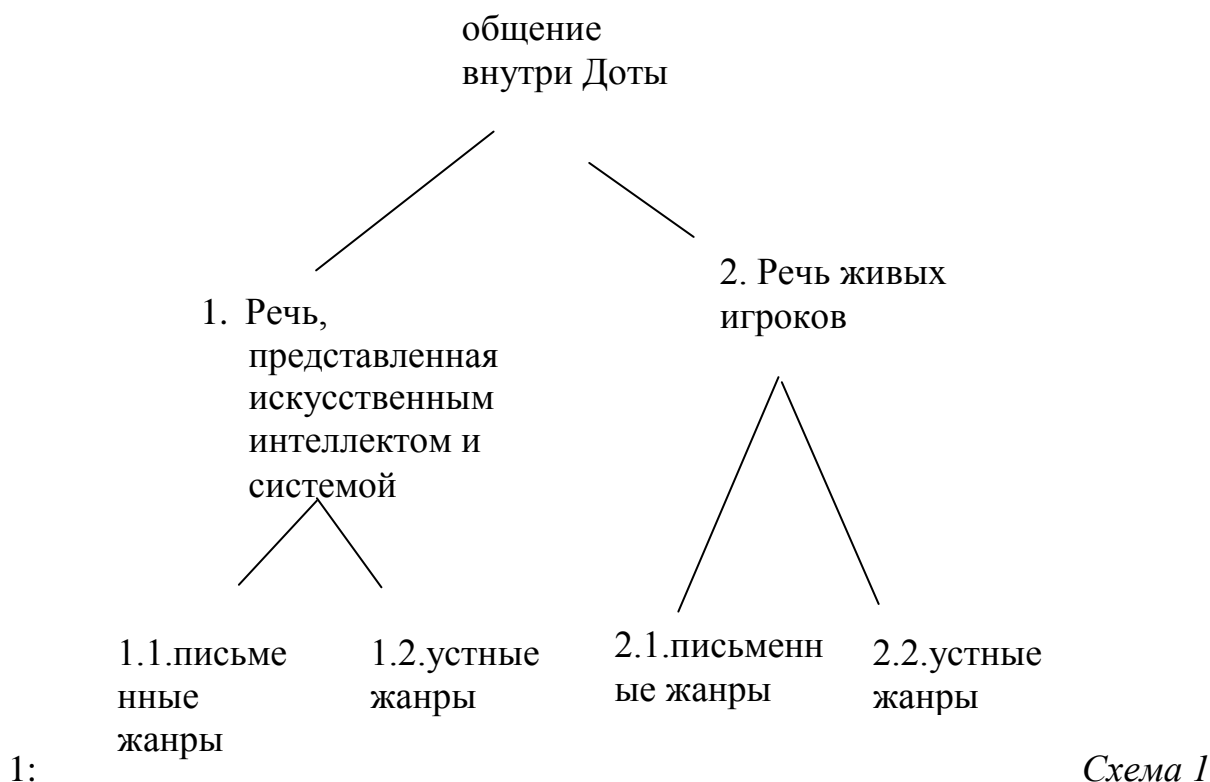 общение
внутри Доты
2. Речь живых
игроков
1. Речь,
представленная
искусственным
интеллектом и
системой
1.1.письме
нные
жанры
1.2.устные
жанры
2.1.письменн
ые жанры
2.2.устные
жанры
1:
Схема 1